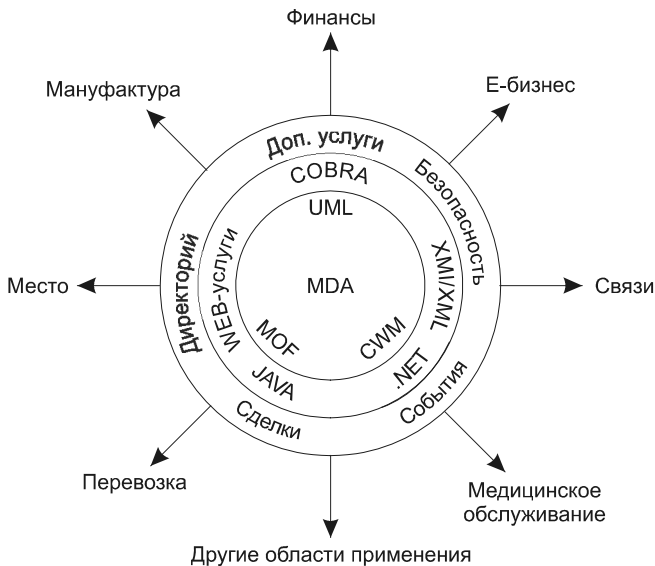 Финансы
Мануфактура
Е-бизнес
Доп. услуги
Безопасность
COBRA
UML
Директорий
WEB-услуги
XMI/XML
Место
MDA
Связи
MOF
CWM
JAVA
.NET
Сделки
События
Перевозка
Медицинское
обслуживание
Другие области применения